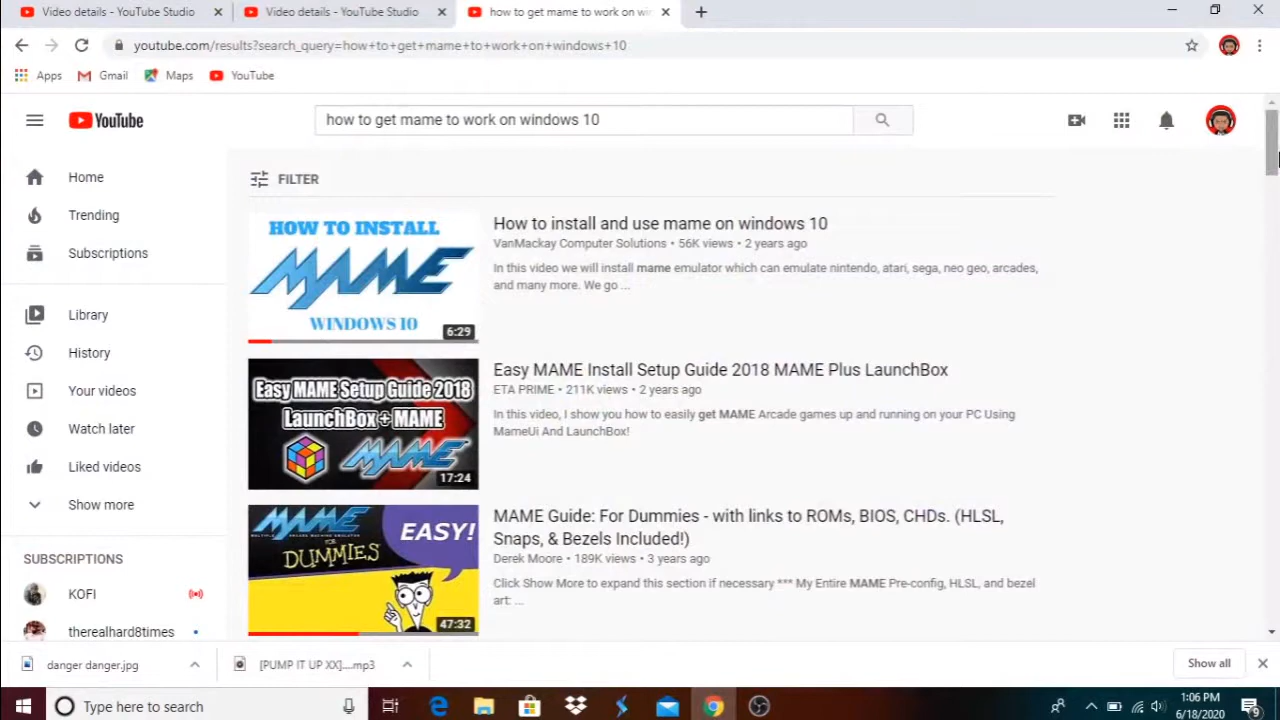 Video details - YouTube Studio
Video details - YouTube Studio
how to get mame to work on wi
youtube.com/results?search_query=how+to+get+mame+to+work+on+windows+10
Apps
Gmail
Maps
YouTube
YouTube
how to get mame to work on windows 10
Home
Trending
Subscriptions
Library
History
Your videos
Watch later
Liked videos
Show more
SUBSCRIPTIONS
KOFI
therealhard8times
FILTER
HOW TO INSTALL
MAME
WINDOWS 10
6:29
How to install and use mame on windows 10
VanMackay Computer Solutions • 56K views • 2 years ago
In this video we will install mame emulator which can emulate nintendo, atari, sega, neo geo, arcades,
and many more. We go ...
Easy MAME Setup Guide 2018
LaunchBox + MAME
MAME
17:24
Easy MAME Install Setup Guide 2018 MAME Plus LaunchBox
ETA PRIME • 211K views • 2 years ago
In this video, I show you how to easily get MAME Arcade games up and running on your PC Using
MameUi And LaunchBox!
MAME
MULTIPLE ARCADE MACHINE EMULATOR
FOR
DUMMIES
EASY!
47:32
MAME Guide: For Dummies - with links to ROMs, BIOS, CHDs. (HLSL,
Snaps, & Bezels Included!)
Derek Moore • 189K views • 3 years ago
Click Show More to expand this section if necessary *** My Entire MAME Pre-config, HLSL, and bezel
art: ...
danger danger.jpg
[PUMP IT UP XX]....mp3
Show all
Type here to search
1:06 PM
6/18/2020
9